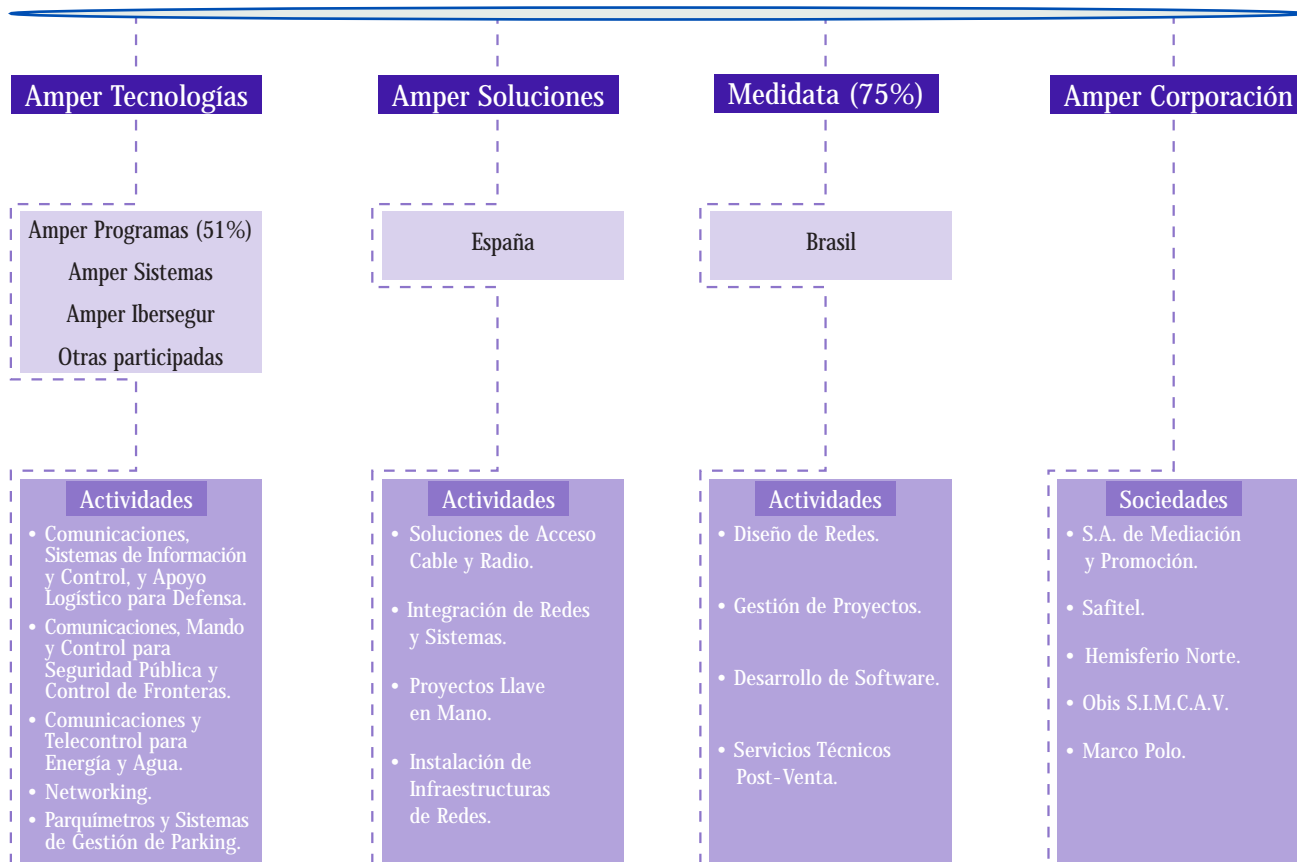 Amper Tecnologías
Amper Programas (51%)
Amper Sistemas
Amper Ibersegur
Otras participadas
Actividades
• Comunicaciones,
Sistemas de Información
y Control, y Apoyo
Logístico para Defensa.
• Comunicaciones, Mando
y Control para
Seguridad Pública y
Control de Fronteras.
• Comunicaciones y
Telecontrol para
Energía y Agua.
• Networking.
• Parquímetros y Sistemas
de Gestión de Parking.
Amper Soluciones
España
Actividades
• Soluciones de Acceso
Cable y Radio.
• Integración de Redes
y Sistemas.
• Proyectos Llave
en Mano.
• Instalación de
Infraestructuras
de Redes.
Medidata (75%)
Brasil
Actividades
• Diseño de Redes.
• Gestión de Proyectos.
• Desarrollo de Software.
• Servicios Técnicos
Post-Venta.
Amper Corporación
Sociedades
• S.A. de Mediación
y Promoción.
• Safitel.
• Hemisferio Norte.
• Obis S.I.M.C.A.V.
• Marco Polo.